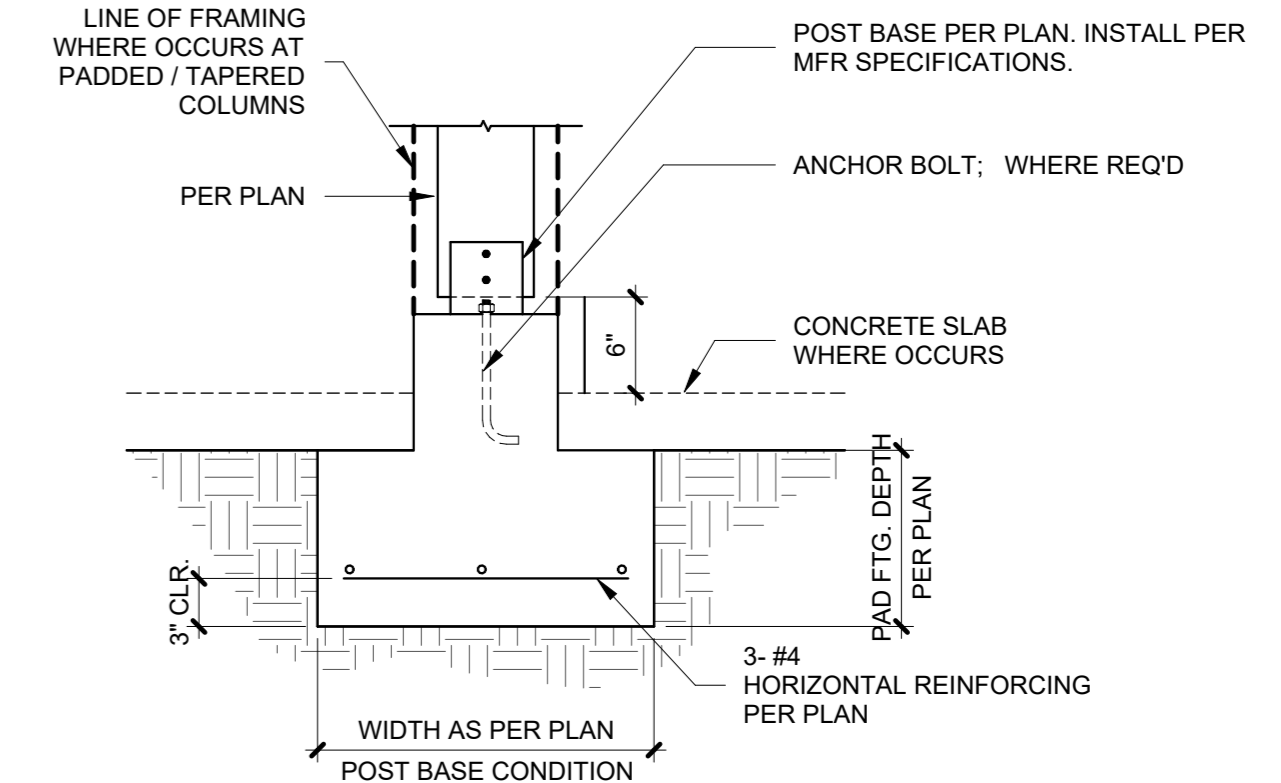 LINE OF FRAMING
WHERE OCCURS AT
PADDED / TAPERED
COLUMNS
POST BASE PER PLAN. INSTALL PER
MFR SPECIFICATIONS.
PER PLAN
ANCHOR BOLT; WHERE REQ'D
6"
CONCRETE SLAB
WHERE OCCURS
PAD FTG. DEPTH
PER PLAN
3" CLR.
3- #4
HORIZONTAL REINFORCING
PER PLAN
WIDTH AS PER PLAN
POST BASE CONDITION